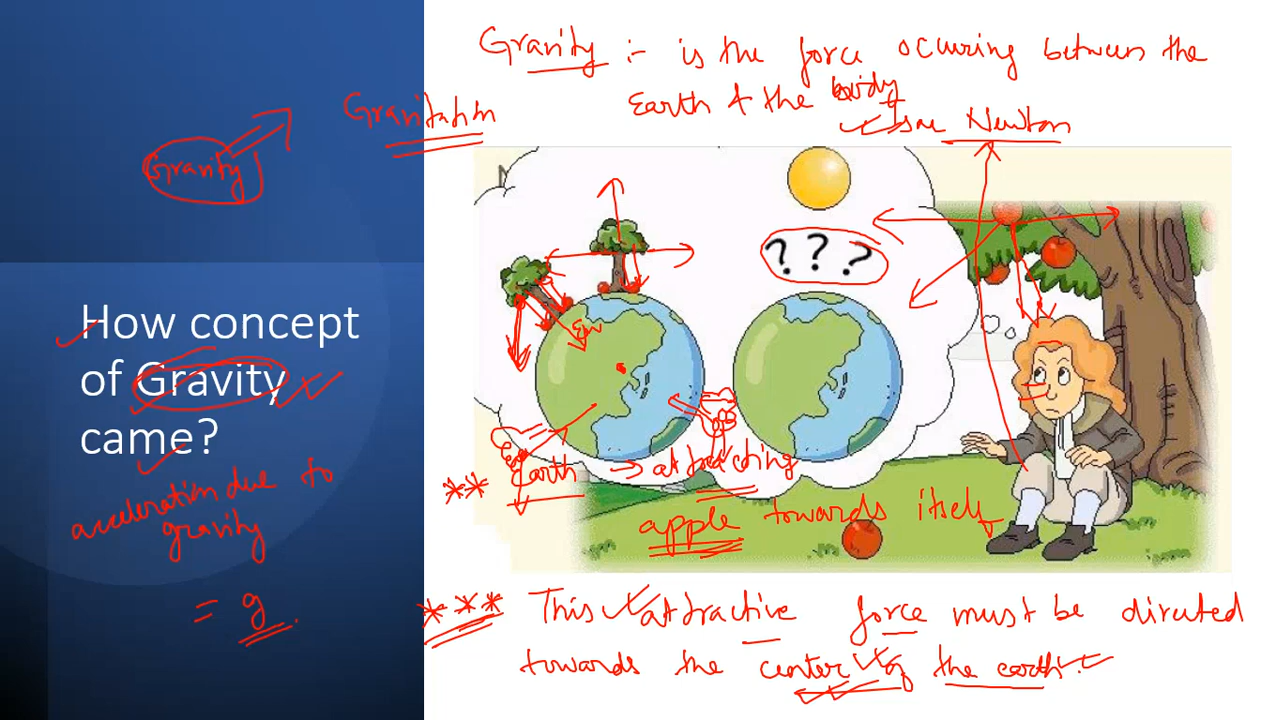 Gravity :- is the force occuring between the
Earth & the body
Isac Newton
Gravitation
Gravity
? ? ?
How concept
of Gravity
came?
acceleration due to
gravity
= g
** Earth → attracting
apple towards itself
*** This attractive force must be directed
towards the center of the earth.